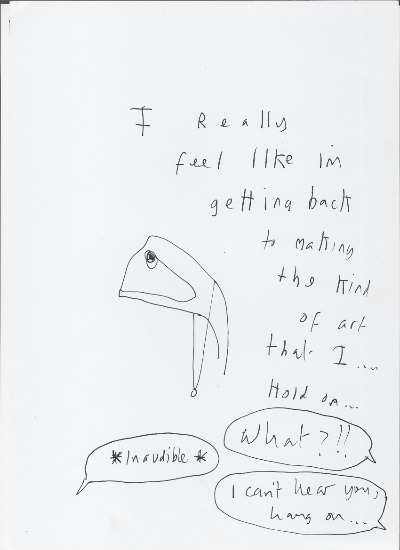 I Really
feel like im
getting back
to making
the kind
of art
that I...
Hold on...
What?!!
*Inaudible*
I can't hear you,
hang on...